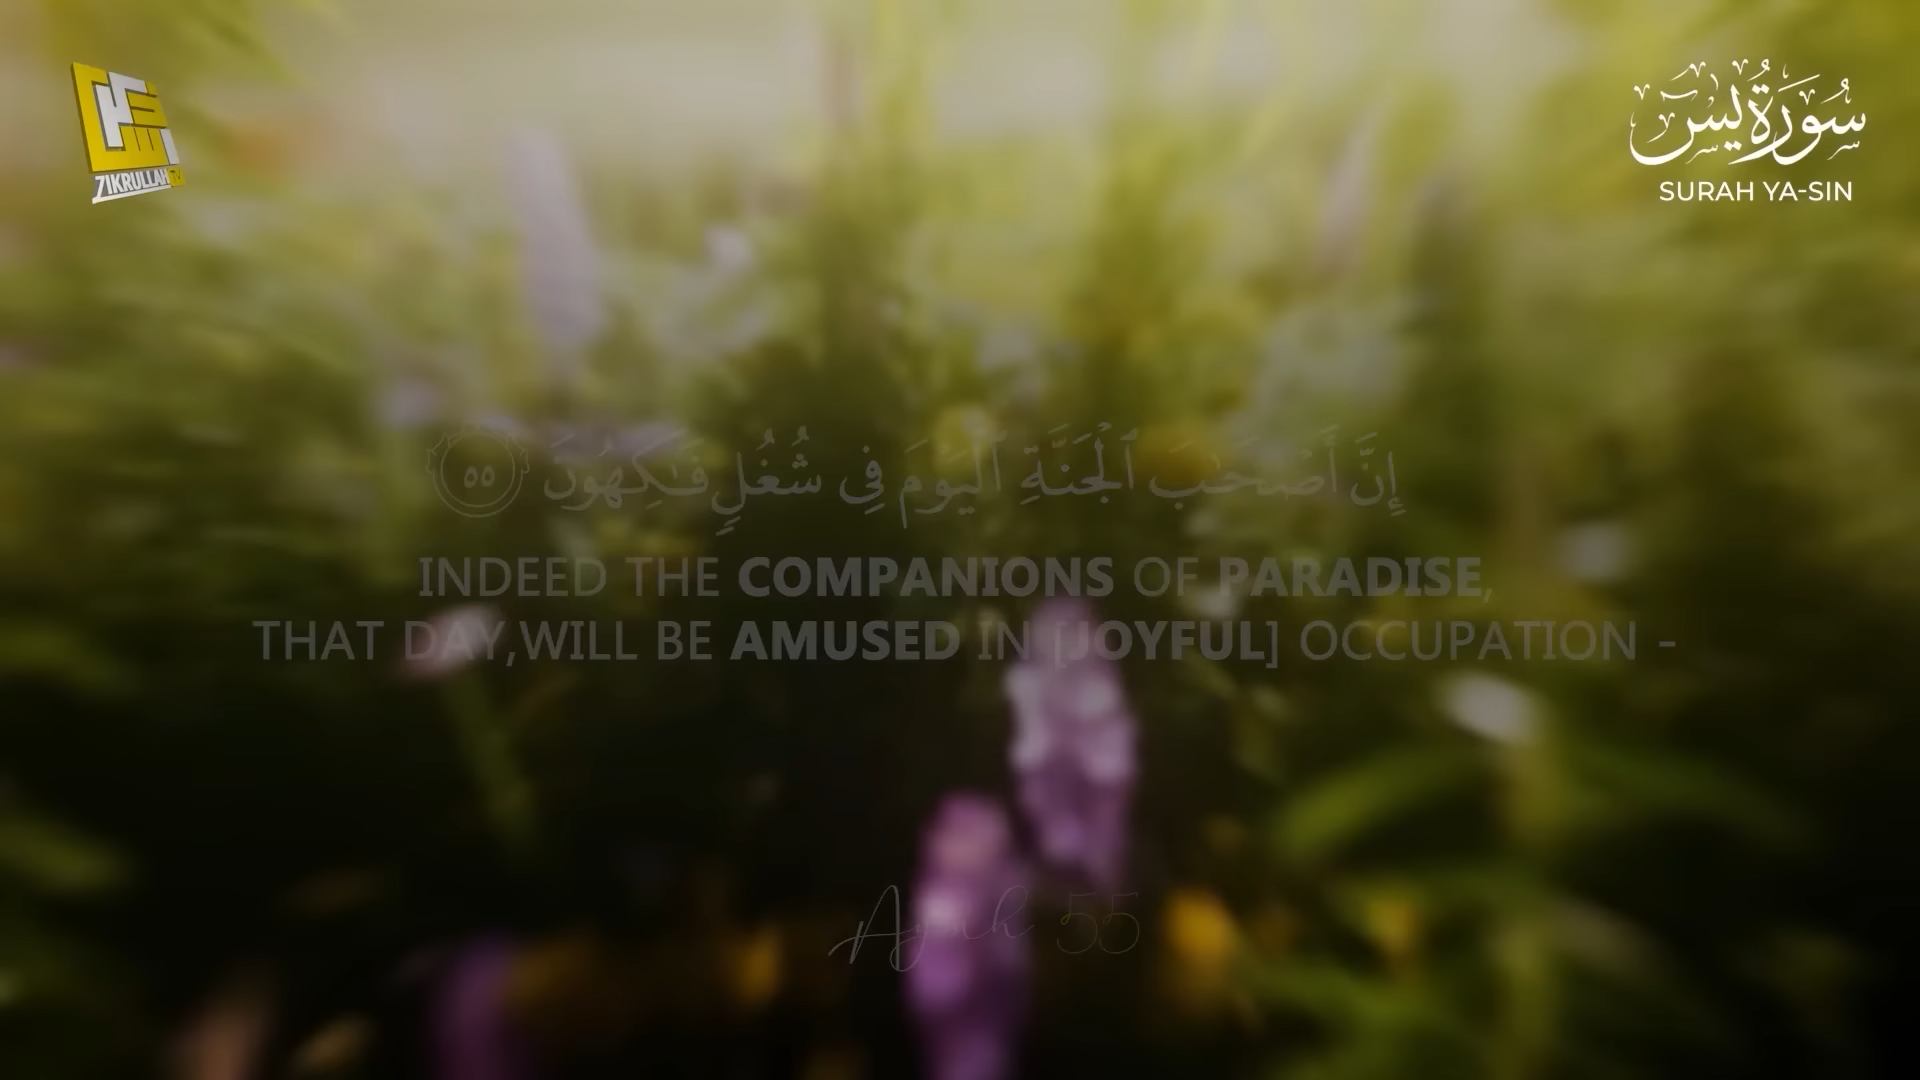 ZIKRULLAH TV
سُورَةُ يس
SURAH YA-SIN
إِنَّ أَصْحَٰبَ ٱلْجَنَّةِ ٱلْيَوْمَ فِى شُغُلٍ فَٰكِهُونَ ٥٥
INDEED THE COMPANIONS OF PARADISE,
THAT DAY,WILL BE AMUSED IN [JOYFUL] OCCUPATION -
Ayah 55